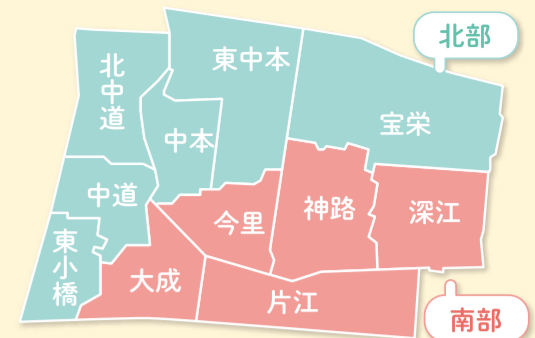 北部
東中本
北中道
宝栄
中本
中道
神路
深江
今里
東小橋
大成
片江
南部